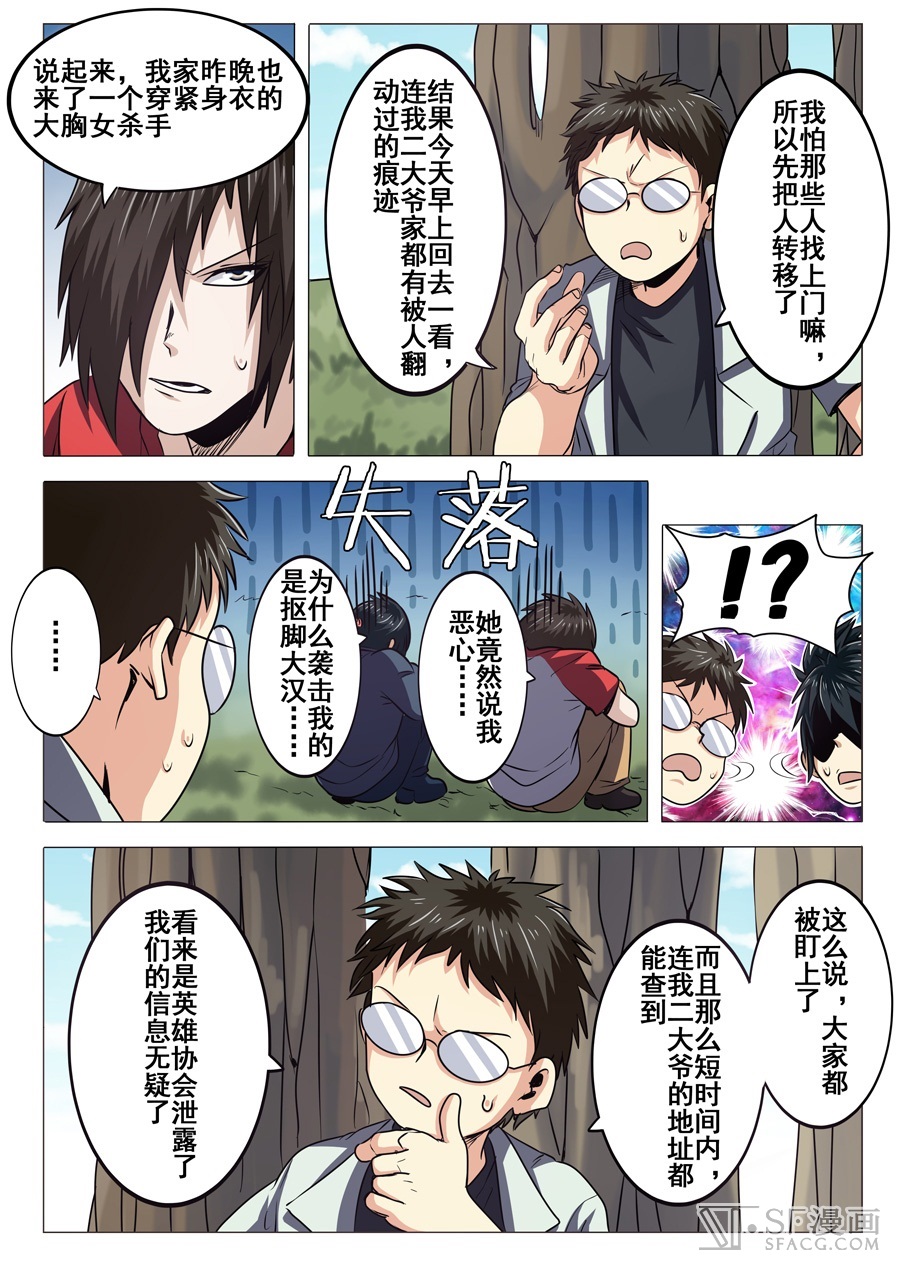 我怕那些人找上门嘛，
所以先把人转移了
结果今天早上回去一看，
连我二大爷家都有被人翻
动过的痕迹
说起来，我家昨晚也
来了一个穿紧身衣的
大胸女杀手
!?
失落
她竟然说我
恶心……
为什么袭击我的
是抠脚大汉……
……
这么说，大家都
被盯上了
而且那么短时间内，
连我二大爷的地址都
能查到
看来是英雄协会泄露了
我们的信息无疑了
SF漫画
SFACG.COM